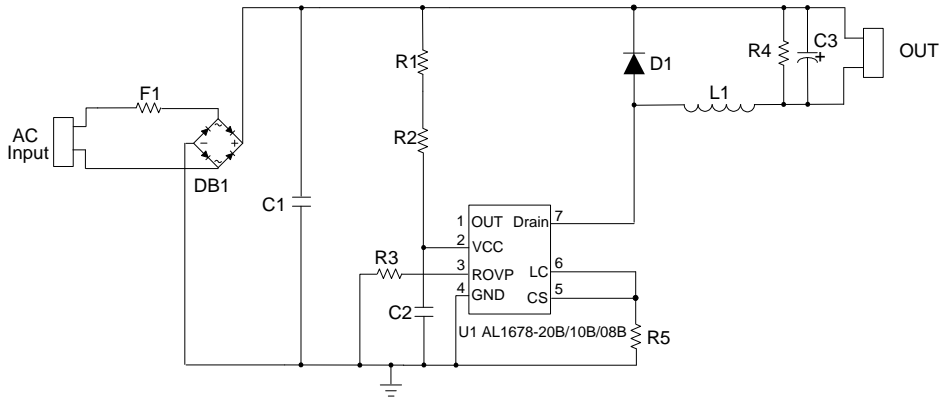 R1
D1
R4
C3
+
OUT
F1
L1
R2
AC
Input
~
-
+
~
DB1
C1
1 OUT Drain 7
2 VCC
R3
3 ROVP LC 6
4 GND CS 5
C2
U1 AL1678-20B/10B/08B
R5